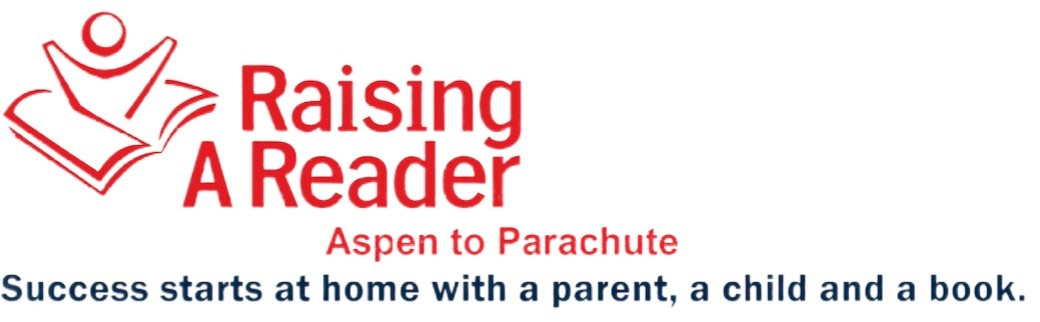 Raising
A Reader
Aspen to Parachute
Success starts at home with a parent, a child and a book.